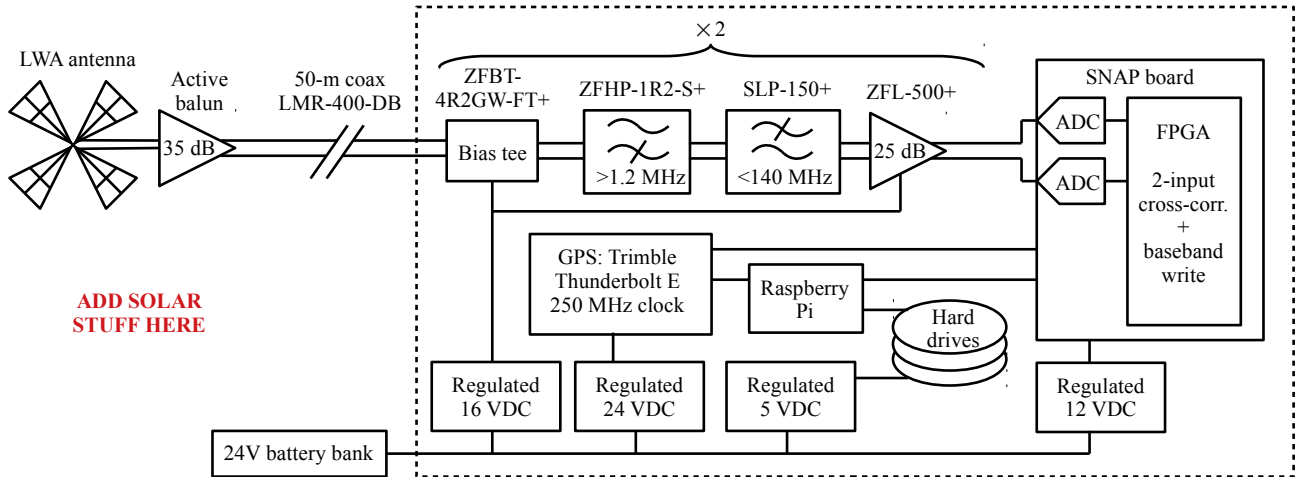 ×2
LWA antenna
Active
balun
35 dB
50-m coax
LMR-400-DB
ZFBT-
4R2GW-FT+
Bias tee
ZFHP-1R2-S+
>1.2 MHz
SLP-150+
<140 MHz
ZFL-500+
25 dB
SNAP board
ADC
ADC
FPGA
2-input
cross-corr.
+
baseband
write
GPS: Trimble
Thunderbolt E
250 MHz clock
Raspberry
Pi
Hard
drives
ADD SOLAR
STUFF HERE
Regulated
16 VDC
Regulated
24 VDC
Regulated
5 VDC
Regulated
12 VDC
24V battery bank